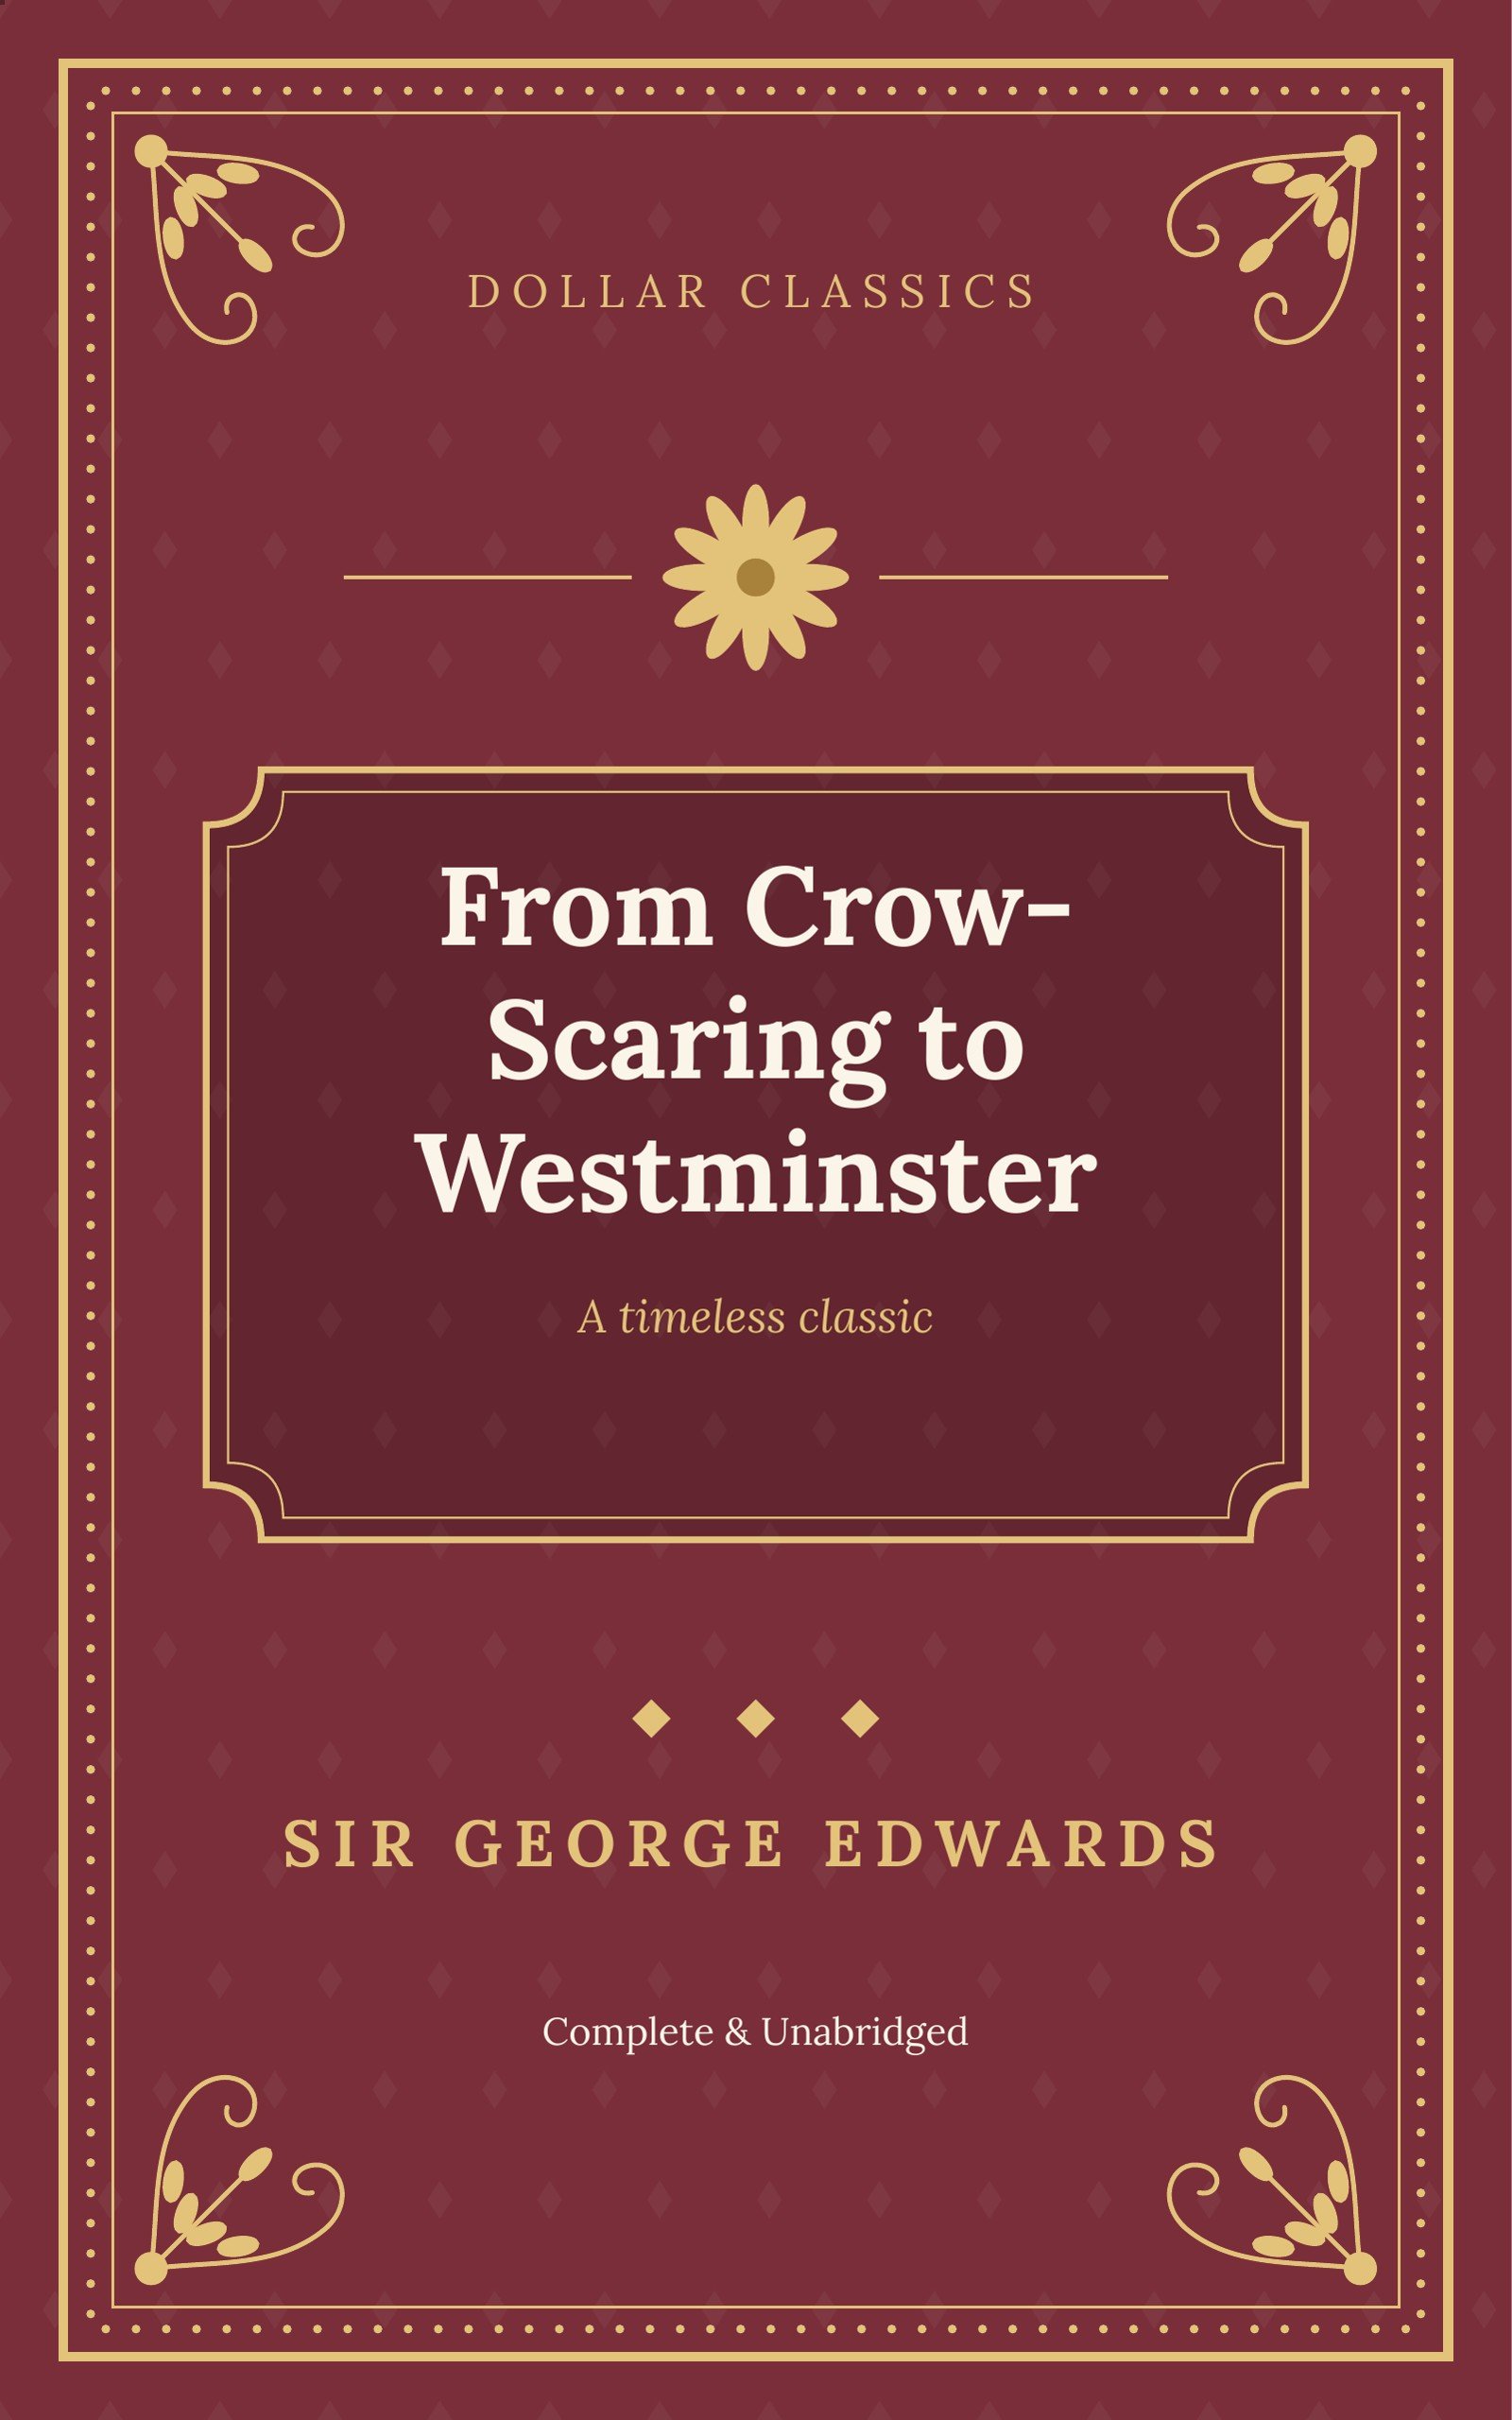 DOLLAR CLASSICS
From Crow-
Scaring to
Westminster
A timeless classic
SIR GEORGE EDWARDS
Complete & Unabridged